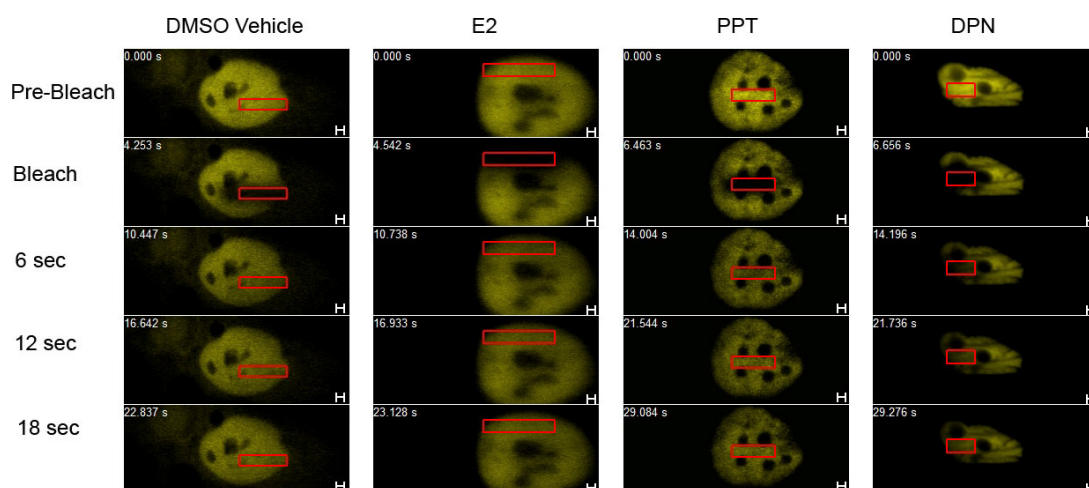 DMSO Vehicle E2 PPT DPN
Pre-Bleach 0.000 s 0.000 s 0.000 s 0.000 s
Bleach 4.253 s 4.542 s 6.463 s 6.656 s
6 sec 10.447 s 10.738 s 14.004 s 14.196 s
12 sec 16.642 s 16.933 s 21.544 s 21.736 s
18 sec 22.837 s 23.128 s 29.084 s 29.276 s